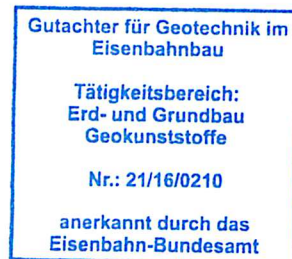 Gutachter für Geotechnik im
Eisenbahnbau
Tätigkeitsbereich:
Erd- und Grundbau
Geokunststoffe
Nr.: 21/16/0210
anerkannt durch das
Eisenbahn-Bundesamt